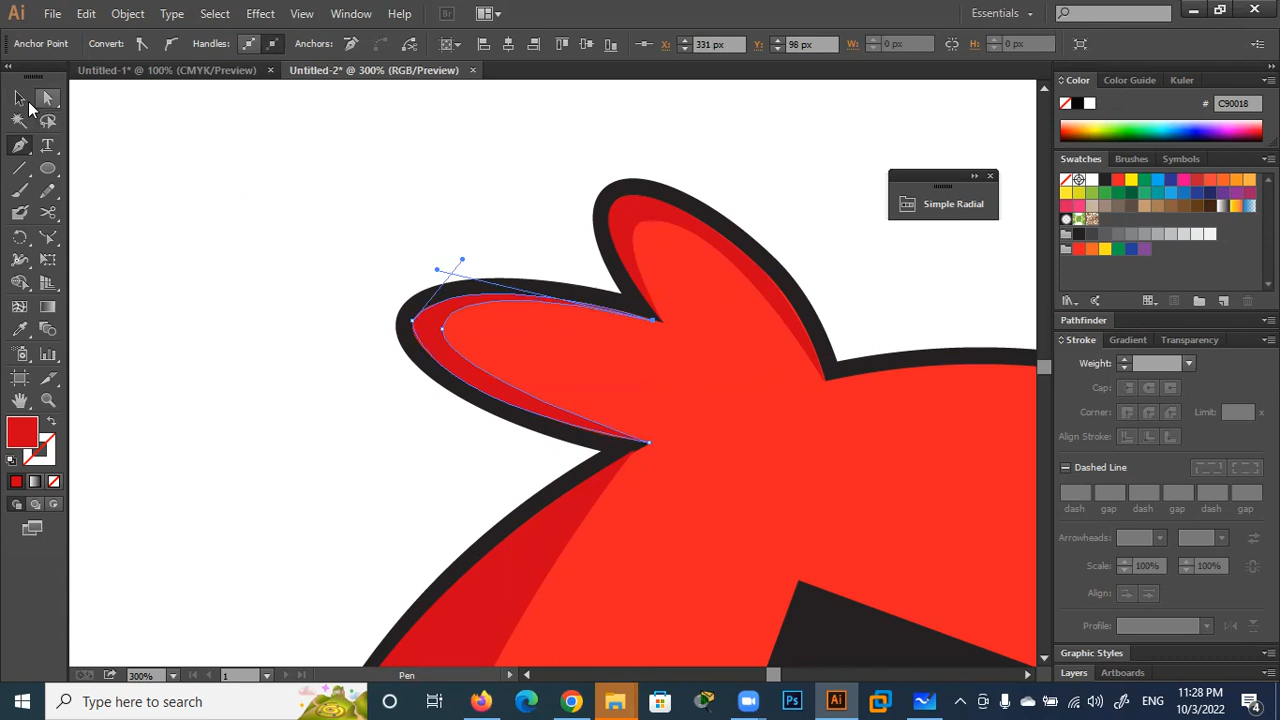 Ai File Edit Object Type Select Effect View Window Help Br Essentials
Anchor Point Convert: Handles: Anchors: X: 331 px Y: 98 px W: 0 px H: 0 px
Untitled-1* @ 100% (CMYK/Preview) × Untitled-2* @ 300% (RGB/Preview) ×
Color Color Guide Kuler
# C90018
Swatches Brushes Symbols
Simple Radial
Pathfinder
Stroke Gradient Transparency
Weight:
Cap:
Corner: Limit: x
Align Stroke:
Dashed Line
dash gap dash gap dash gap
Arrowheads:
Scale: 100% 100%
Align:
Profile:
Graphic Styles
Layers Artboards
300% 1 Pen
Type here to search
Ps Ai ENG 11:28 PM
10/3/2022
4